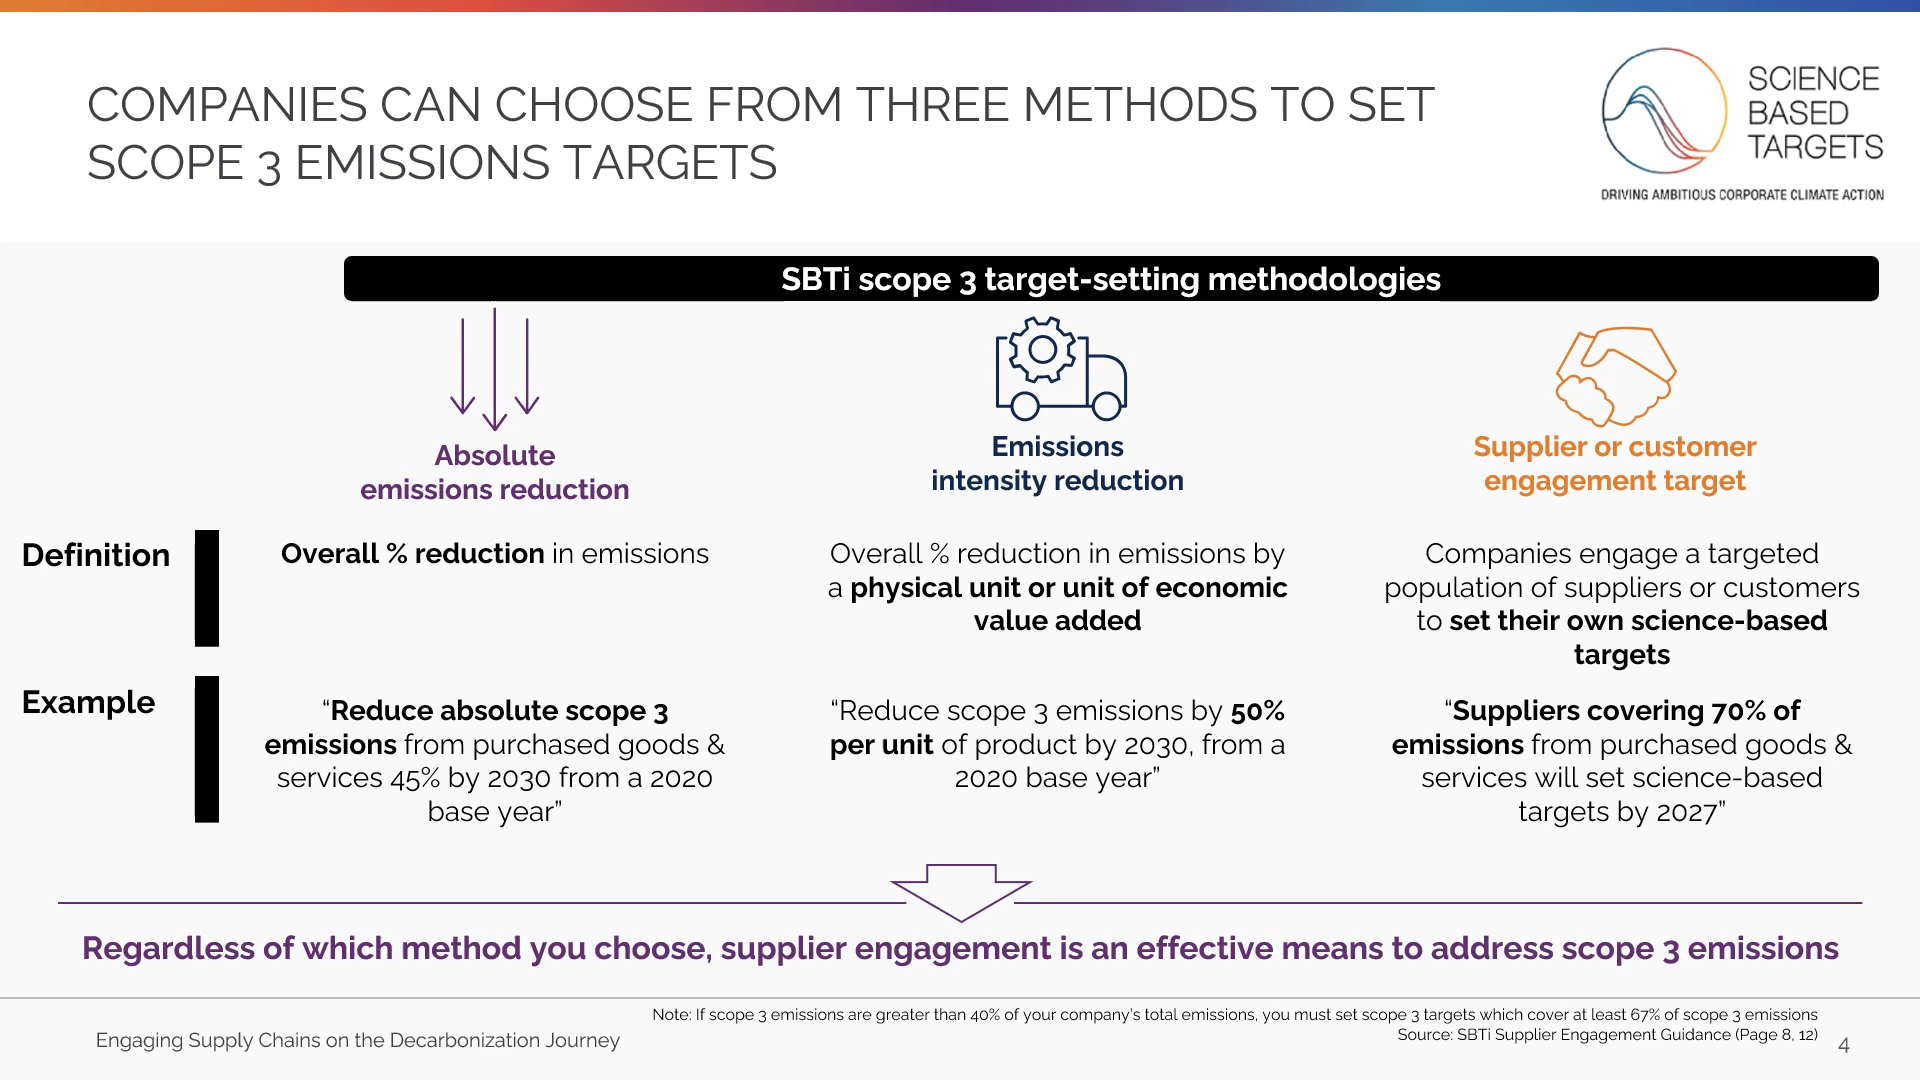 COMPANIES CAN CHOOSE FROM THREE METHODS TO SET
SCOPE 3 EMISSIONS TARGETS
SCIENCE
BASED
TARGETS
DRIVING AMBITIOUS CORPORATE CLIMATE ACTION
SBTi scope 3 target-setting methodologies
Absolute
emissions reduction
Emissions
intensity reduction
Supplier or customer
engagement target
Definition
Overall % reduction in emissions
Overall % reduction in emissions by
a physical unit or unit of economic
value added
Companies engage a targeted
population of suppliers or customers
to set their own science-based
targets
Example
“Reduce absolute scope 3
emissions from purchased goods &
services 45% by 2030 from a 2020
base year”
“Reduce scope 3 emissions by 50%
per unit of product by 2030, from a
2020 base year”
“Suppliers covering 70% of
emissions from purchased goods &
services will set science-based
targets by 2027”
Regardless of which method you choose, supplier engagement is an effective means to address scope 3 emissions
Note: If scope 3 emissions are greater than 40% of your company’s total emissions, you must set scope 3 targets which cover at least 67% of scope 3 emissions
Source: SBTi Supplier Engagement Guidance (Page 8, 12)
Engaging Supply Chains on the Decarbonization Journey
4